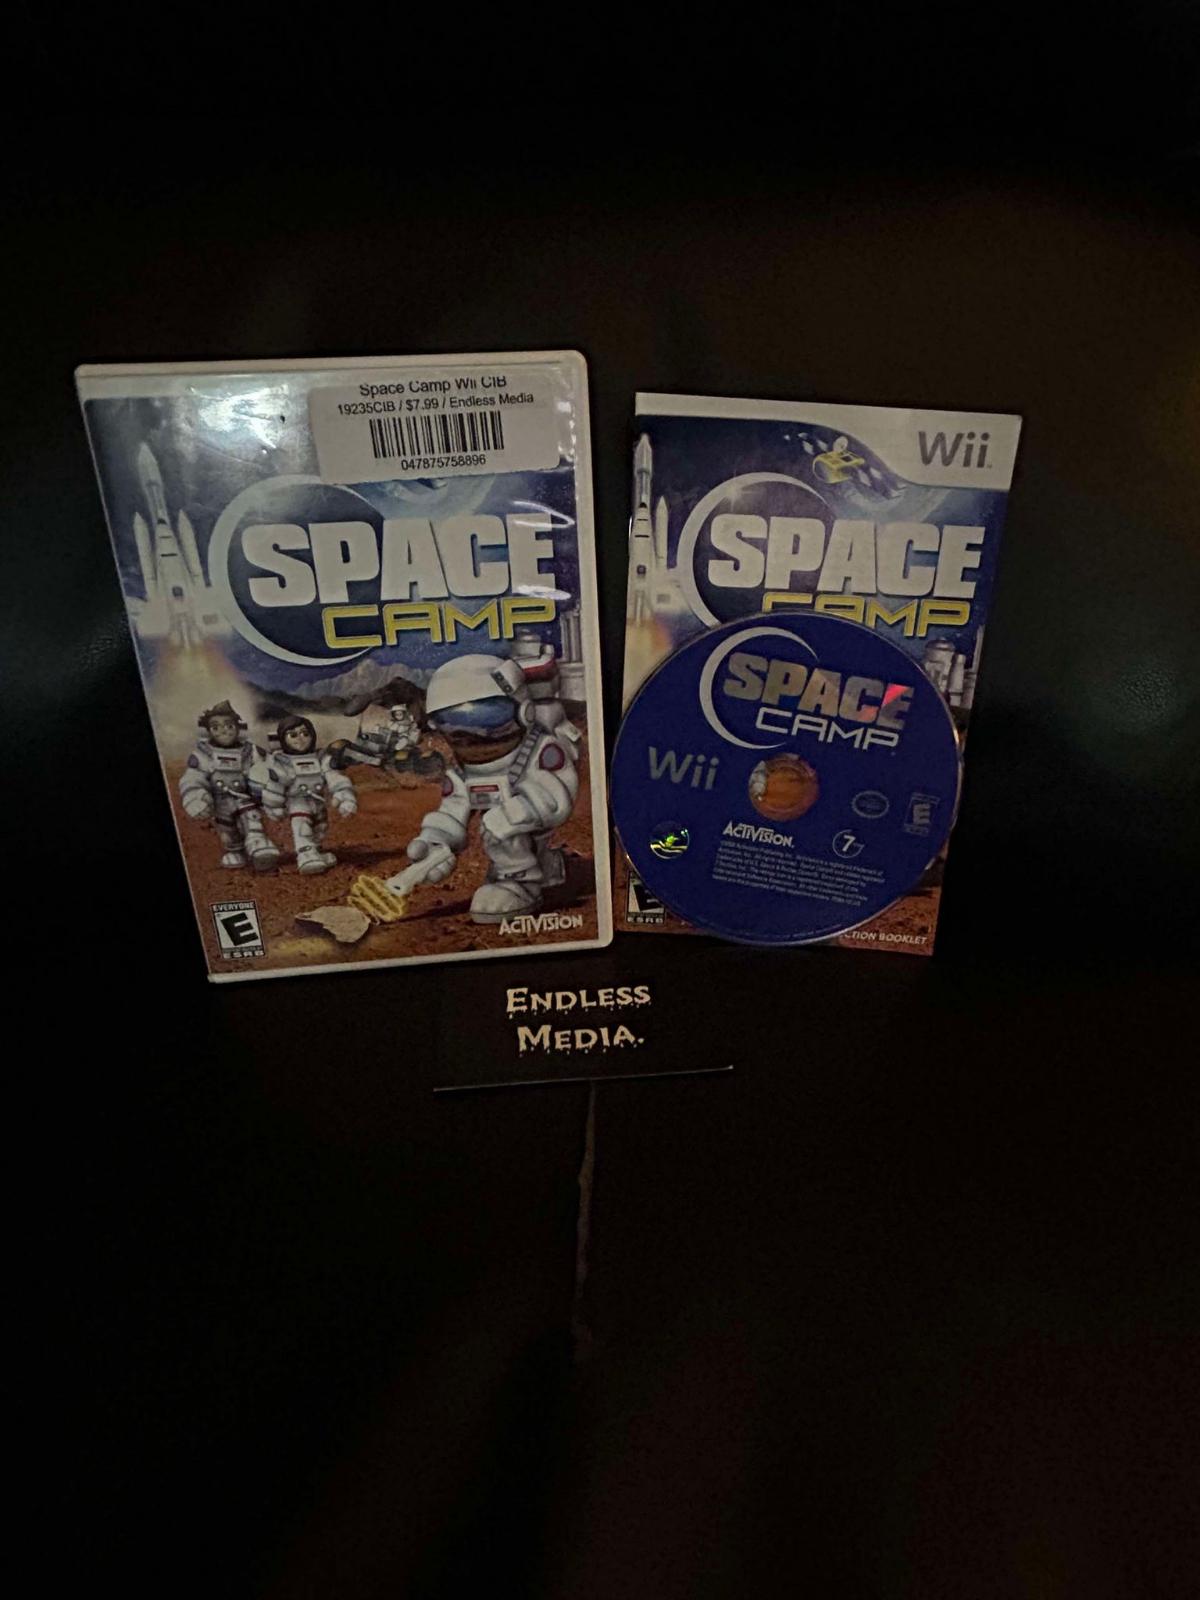 Space Camp Wii CIB
19235CIB / $7.99 / Endless Media
047875758896
SPACE
CAMP
EVERYONE
E
ESRB
ACTIVISION
Wii
SPACE
CAMP
SPACE
CAMP
Wii
ACTIVISION
7
E
ESRB
CTION BOOKLET
ENDLESS
MEDIA.